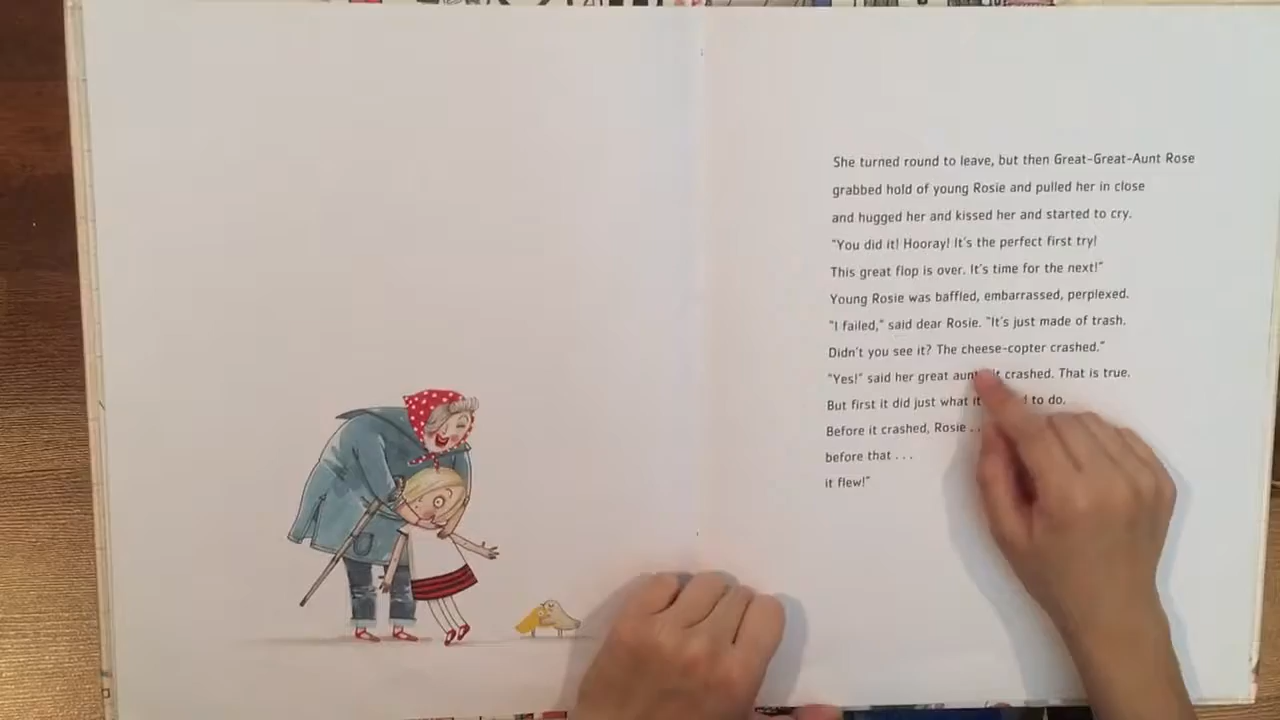 She turned round to leave, but then Great-Great-Aunt Rose
grabbed hold of young Rosie and pulled her in close
and hugged her and kissed her and started to cry.
“You did it! Hooray! It’s the perfect first try!
This great flop is over. It’s time for the next!”
Young Rosie was baffled, embarrassed, perplexed.
“I failed,” said dear Rosie. “It’s just made of trash.
Didn’t you see it? The cheese-copter crashed.”
“Yes!” said her great aunt it crashed. That is true.
But first it did just what it to do.
Before it crashed, Rosie . .
before that . . .
it flew!”